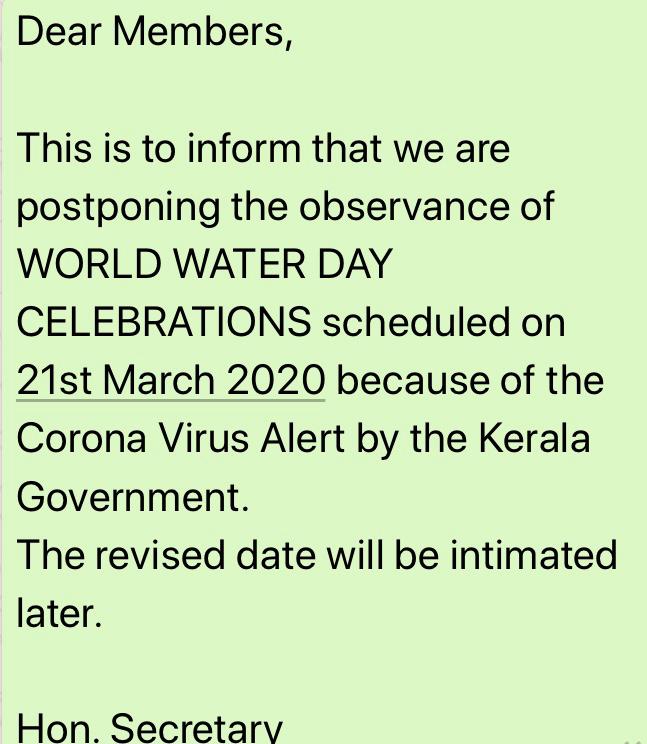 Dear Members,
This is to inform that we are
postponing the observance of
WORLD WATER DAY
CELEBRATIONS scheduled on
21st March 2020 because of the
Corona Virus Alert by the Kerala
Government.
The revised date will be intimated
later.
Hon. Secretary